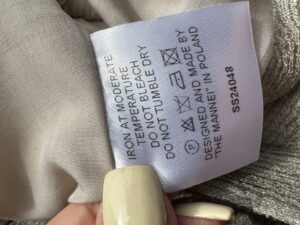 IRON AT MODERATE
TEMPERATURE
DO NOT BLEACH
DO NOT TUMBLE DRY
P
DESIGNED AND MADE BY
"THE MANNEI" IN POLAND
SS24048